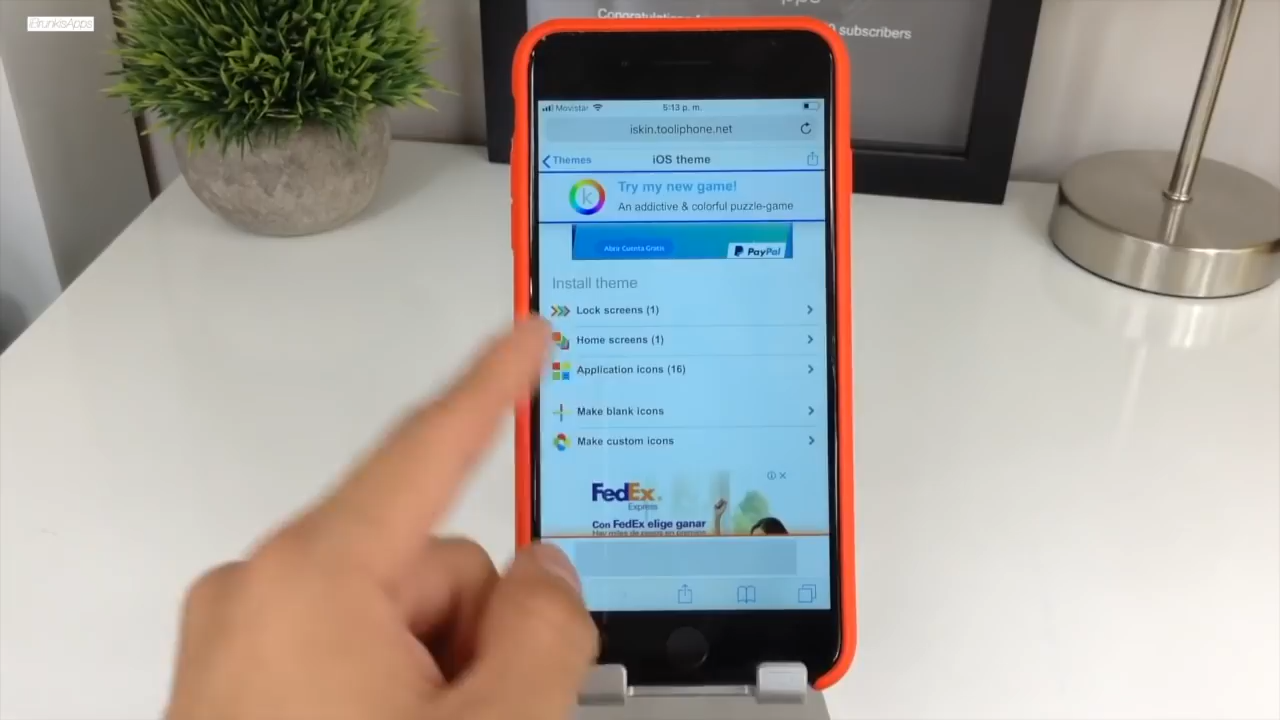 iBrunkisApps
subscribers
Movistar
5:13 p. m.
iskin.tooliphone.net
Themes
iOS theme
k
Try my new game!
An addictive & colorful puzzle-game
Abra Cuenta Gratis
PayPal
Install theme
Lock screens (1)
Home screens (1)
Application icons (16)
Make blank icons
Make custom icons
FedEx
Express
Con FedEx elige ganar